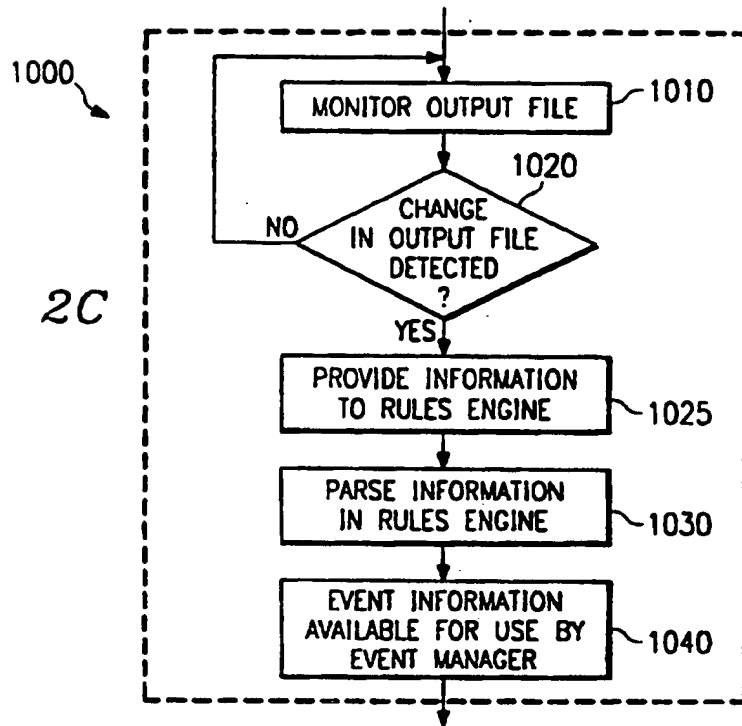 1000
MONITOR OUTPUT FILE
1010
1020
CHANGE
IN OUTPUT FILE
DETECTED
?
NO
2C
YES
PROVIDE INFORMATION
TO RULES ENGINE
1025
PARSE INFORMATION
IN RULES ENGINE
1030
EVENT INFORMATION
AVAILABLE FOR USE BY
EVENT MANAGER
1040